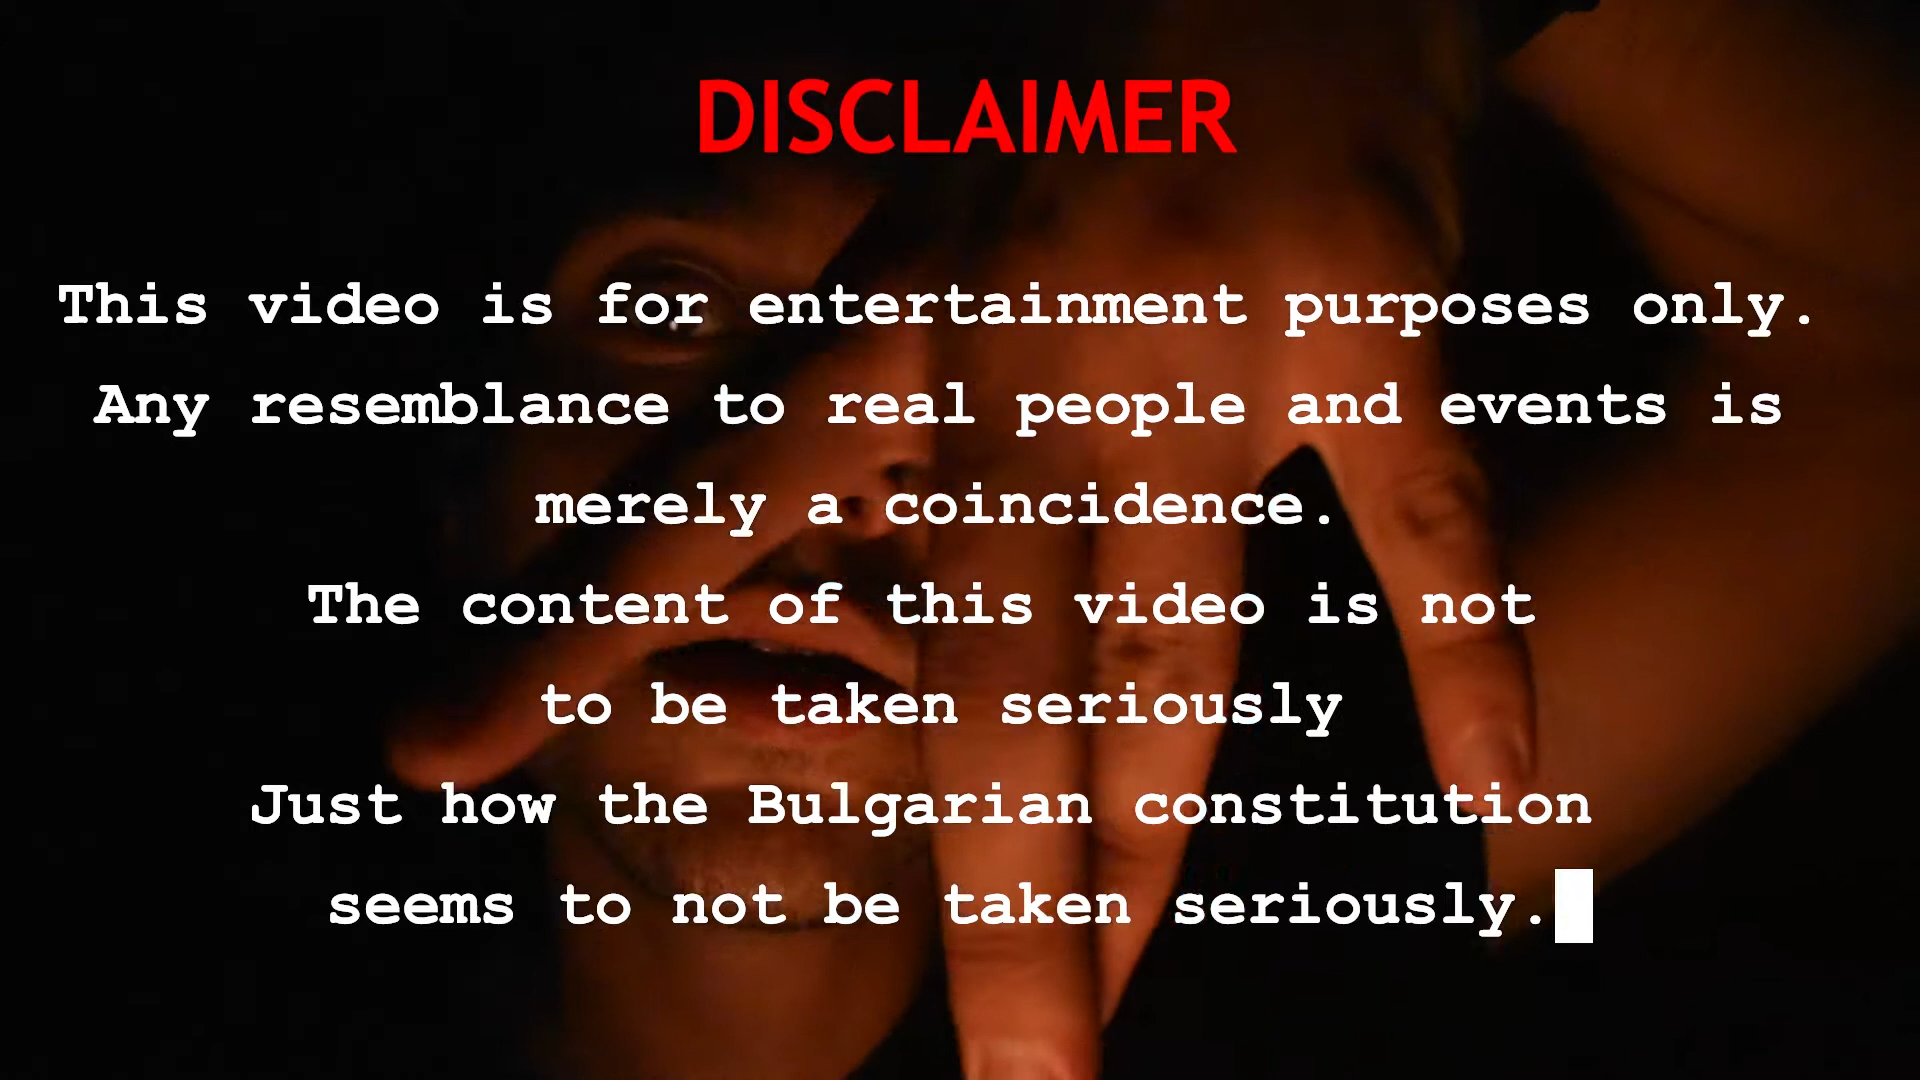 DISCLAIMER
This video is for entertainment purposes only.
Any resemblance to real people and events is
merely a coincidence.
The content of this video is not
to be taken seriously
Just how the Bulgarian constitution
seems to not be taken seriously.